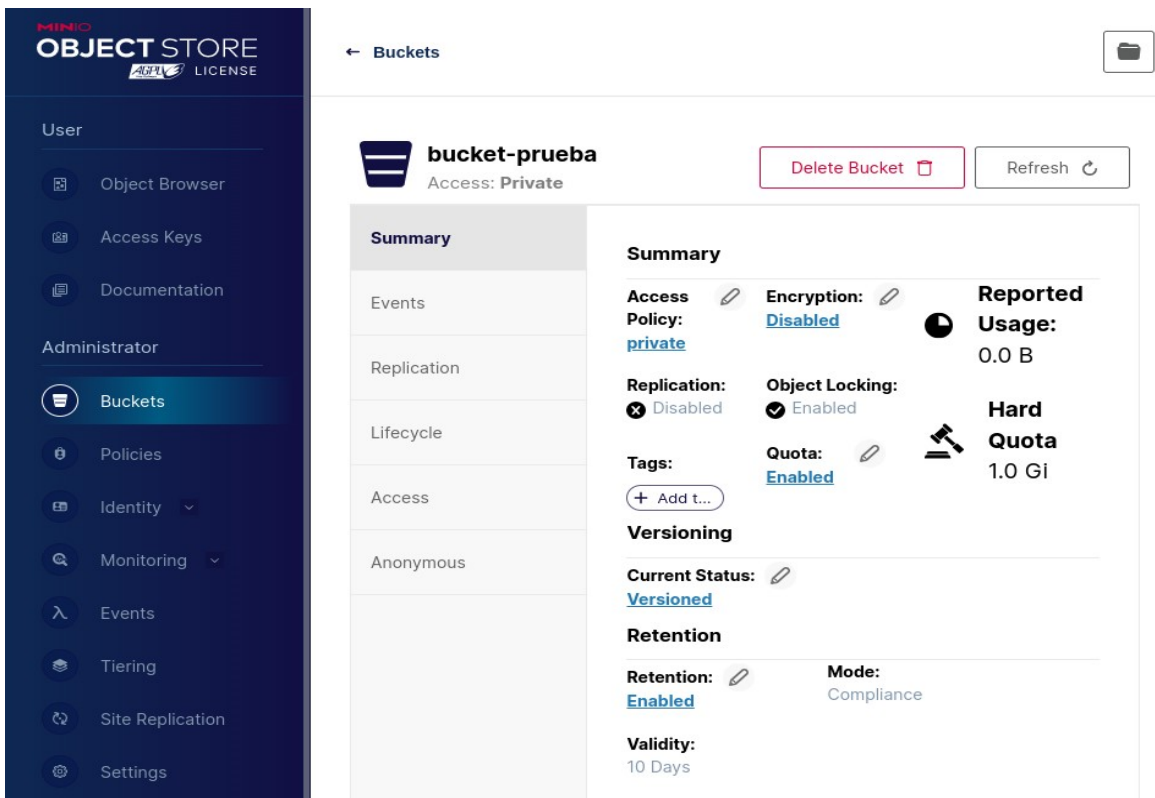 MINIO
OBJECT STORE
AGPLV3 LICENSE
User
Object Browser
Access Keys
Documentation
Administrator
Buckets
Policies
Identity
Monitoring
Events
Tiering
Site Replication
Settings
← Buckets
bucket-prueba
Access: Private
Delete Bucket
Refresh
Summary
Events
Replication
Lifecycle
Access
Anonymous
Summary
Access
Policy:
private
Encryption:
Disabled
Reported
Usage:
0.0 B
Replication:
Disabled
Object Locking:
Enabled
Hard
Quota
1.0 Gi
Tags:
+ Add t...
Quota:
Enabled
Versioning
Current Status:
Versioned
Retention
Retention:
Enabled
Mode:
Compliance
Validity:
10 Days